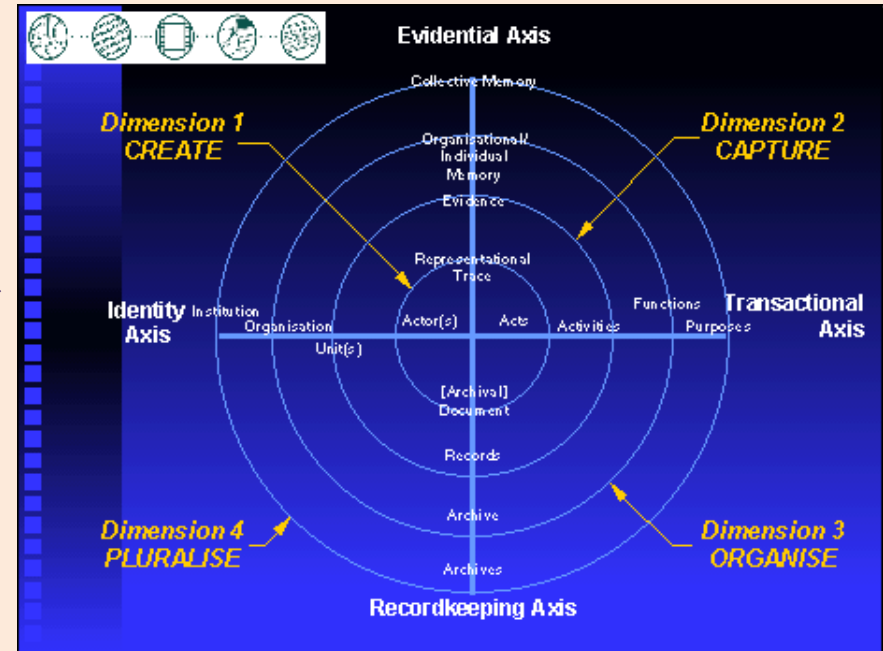 Evidential Axis
Collective Memory
Dimension 1
CREATE
Dimension 2
CAPTURE
Organisational/
Individual
Memory
Evidence
Representational
Trace
Identity
Axis
Institution
Organisation
Unit(s)
Actor(s)
Acts
Activities
Functions
Purposes
Transactional
Axis
[Archival]
Document
Records
Archive
Archives
Dimension 4
PLURALISE
Dimension 3
ORGANISE
Recordkeeping Axis